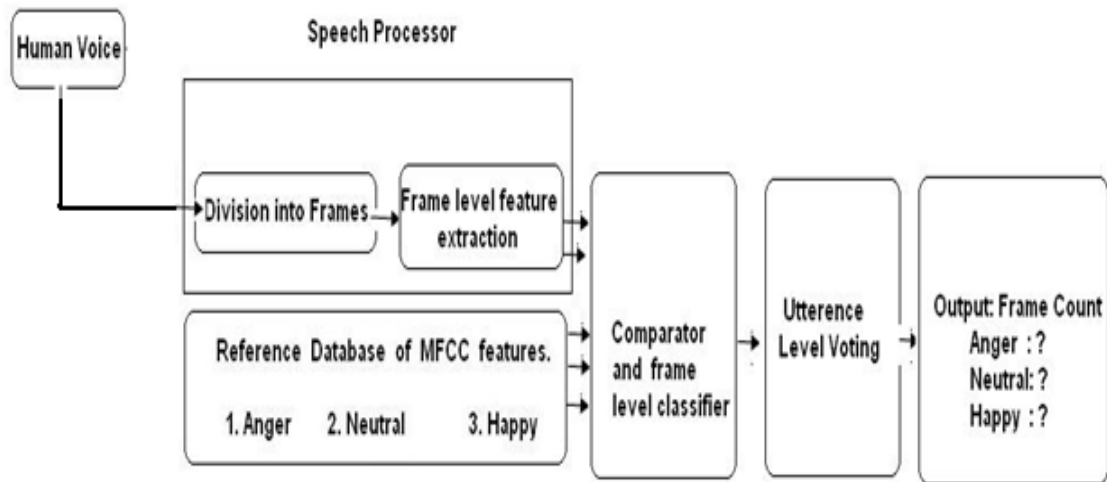 Human Voice
Speech Processor
Division into Frames
Frame level feature
extraction
Reference Database of MFCC features.
1. Anger 2. Neutral 3. Happy
Comparator
and frame
level classifier
Utterence
Level Voting
Output: Frame Count
Anger : ?
Neutral: ?
Happy : ?